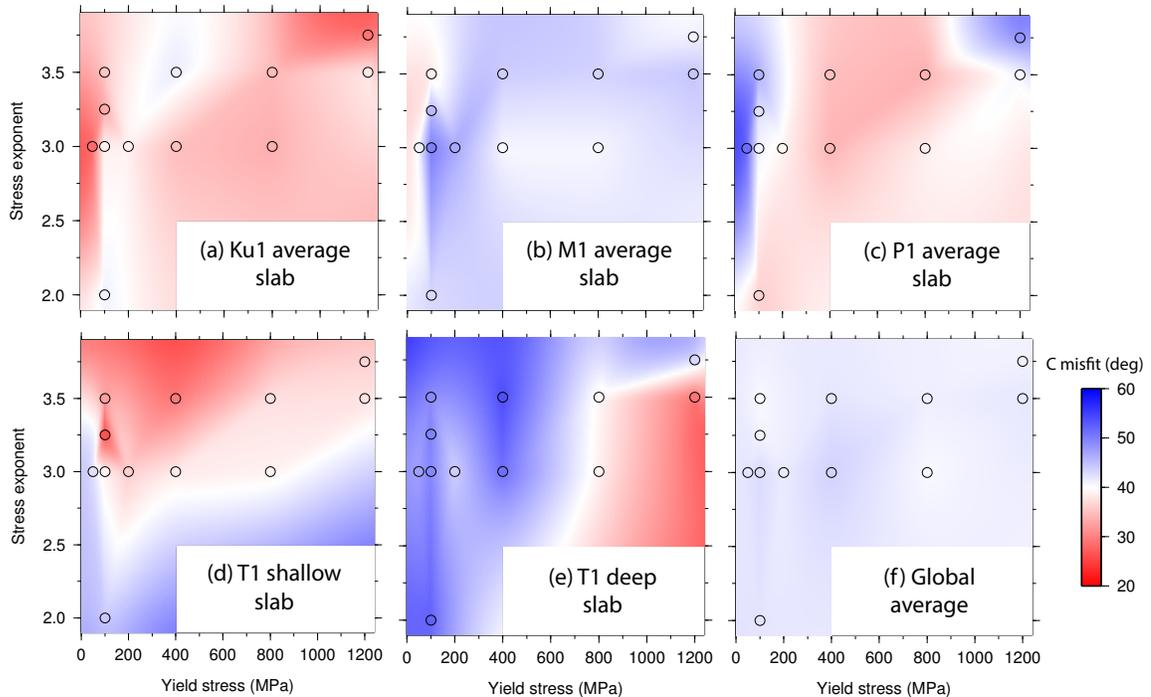 Stress exponent
3.5
3.0
2.5
2.0
(a) Ku1 average
slab
(b) M1 average
slab
(c) P1 average
slab
Stress exponent
3.5
3.0
2.5
2.0
(d) T1 shallow
slab
(e) T1 deep
slab
(f) Global
average
C misfit (deg)
60
50
40
30
20
0 200 400 600 800 1000 1200
0 200 400 600 800 1000 1200
0 200 400 600 800 1000 1200
Yield stress (MPa)
Yield stress (MPa)
Yield stress (MPa)